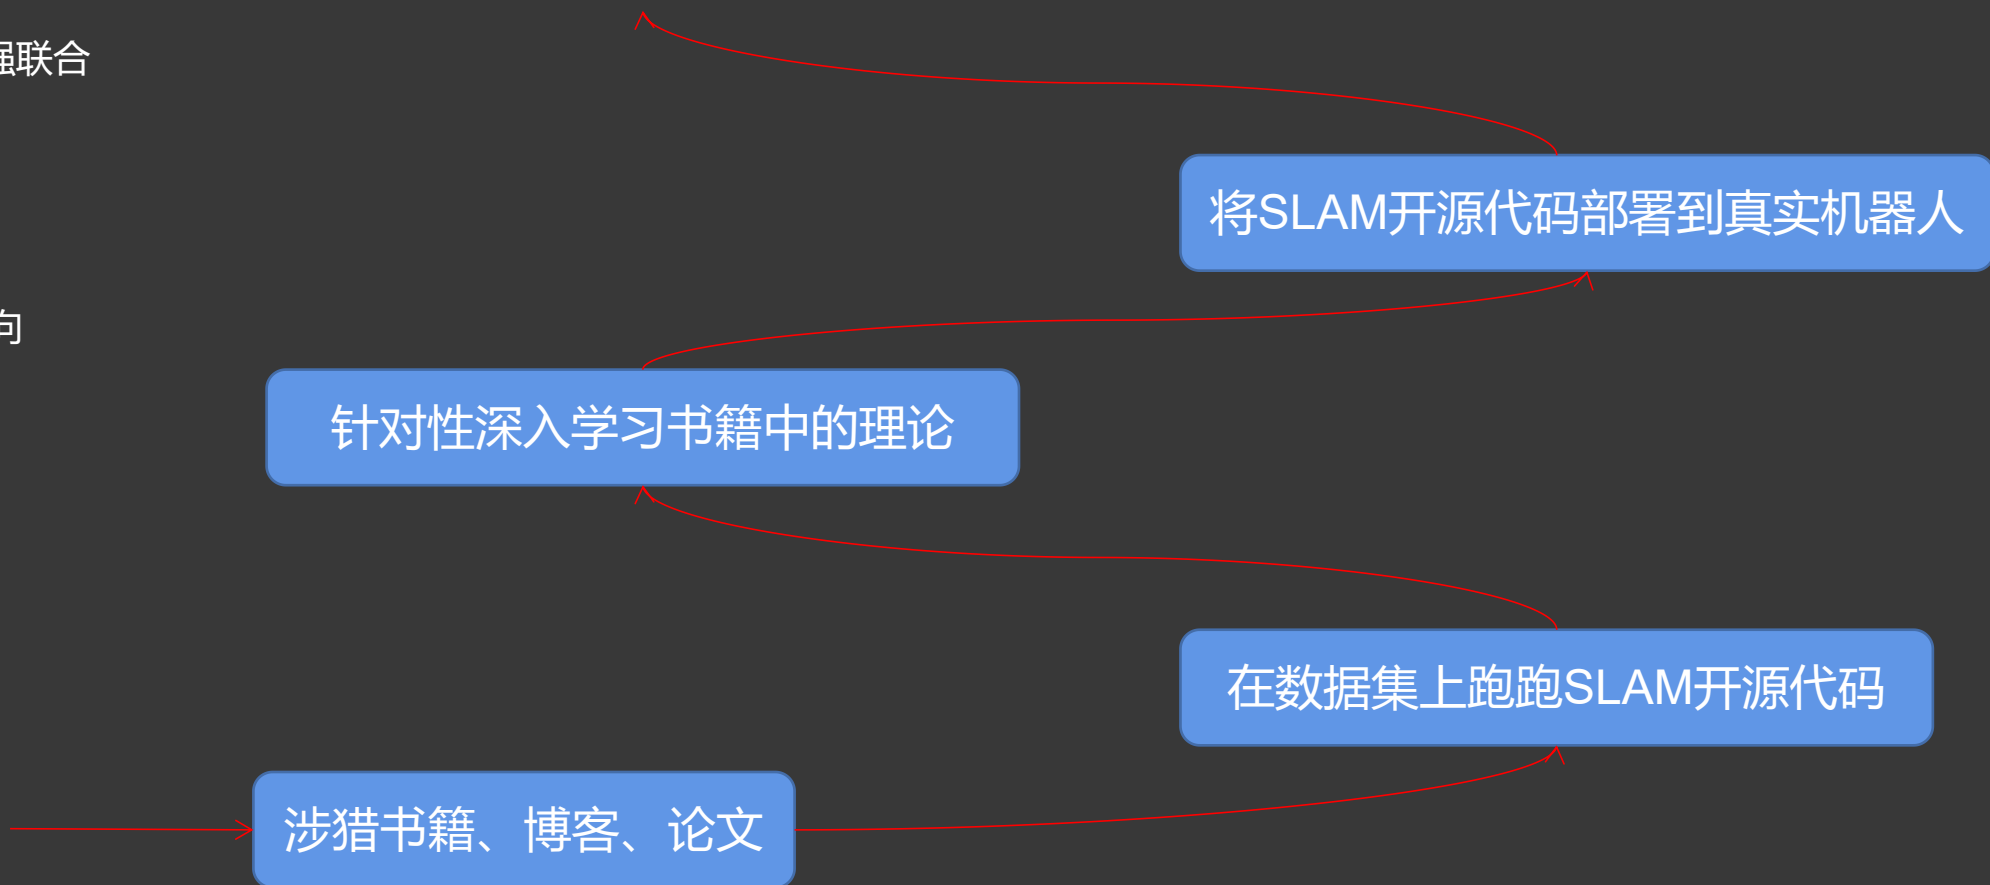 联合
将SLAM开源代码部署到真实机器人
向
针对性深入学习书籍中的理论
在数据集上跑跑SLAM开源代码
涉猎书籍、博客、论文